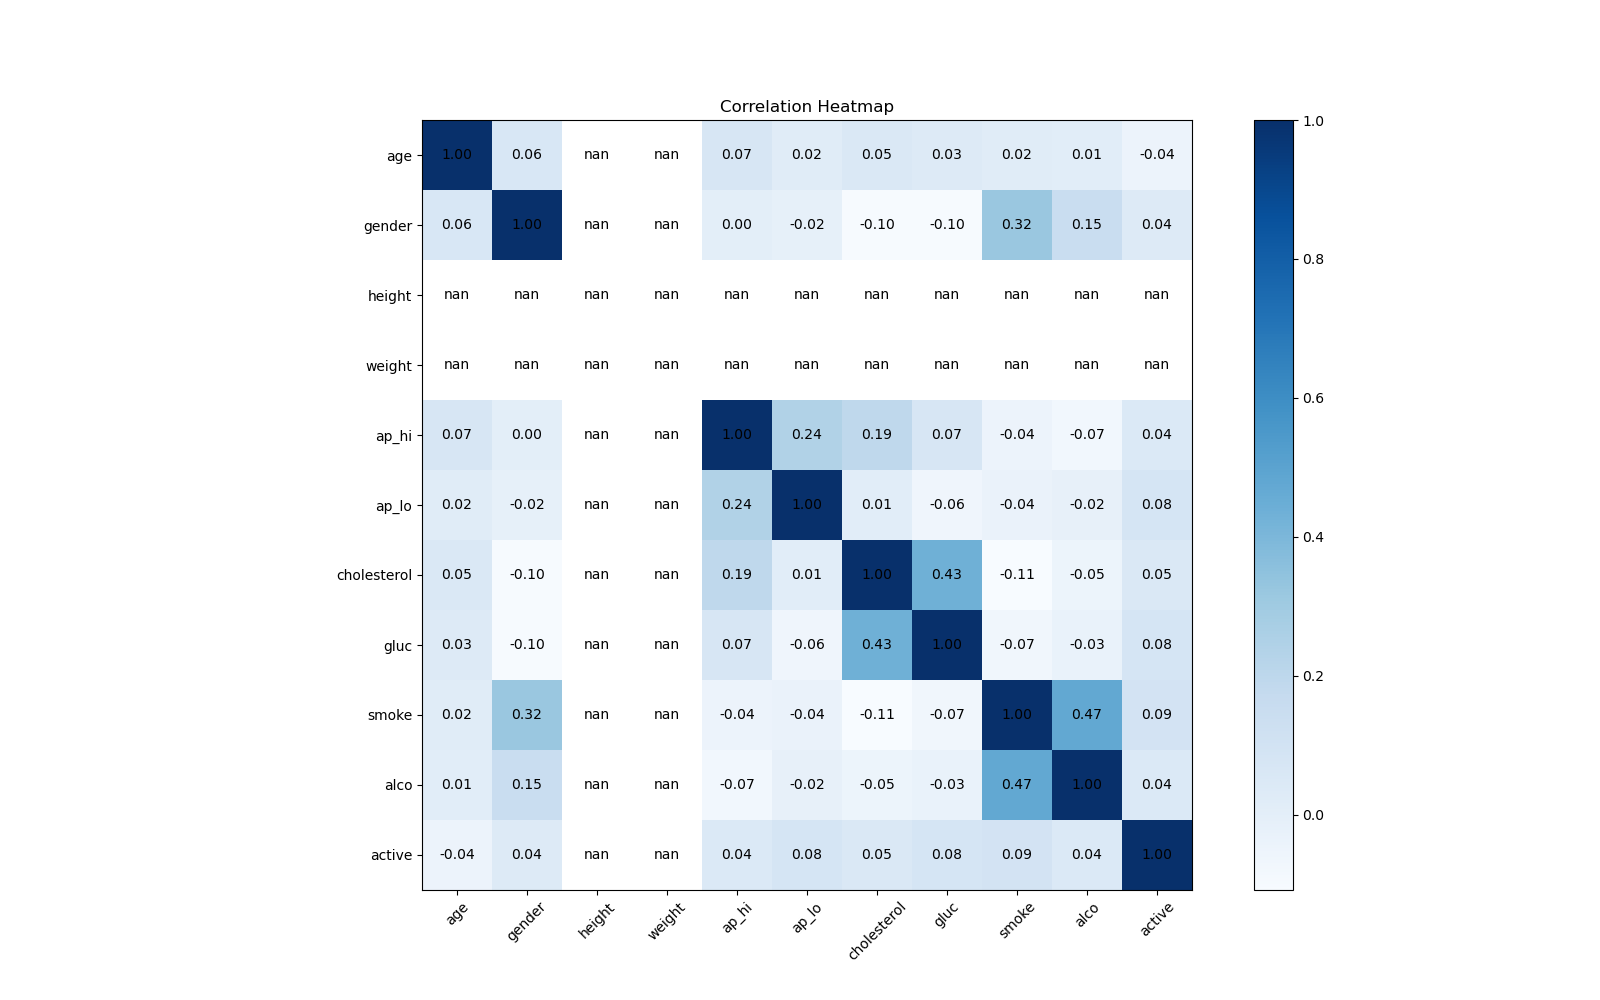 Correlation Heatmap
age 1.00 0.06 nan nan 0.07 0.02 0.05 0.03 0.02 0.01 -0.04
gender 0.06 1.00 nan nan 0.00 -0.02 -0.10 -0.10 0.32 0.15 0.04
height nan nan nan nan nan nan nan nan nan nan nan
weight nan nan nan nan nan nan nan nan nan nan nan
ap_hi 0.07 0.00 nan nan 1.00 0.24 0.19 0.07 -0.04 -0.07 0.04
ap_lo 0.02 -0.02 nan nan 0.24 1.00 0.01 -0.06 -0.04 -0.02 0.08
cholesterol 0.05 -0.10 nan nan 0.19 0.01 1.00 0.43 -0.11 -0.05 0.05
gluc 0.03 -0.10 nan nan 0.07 -0.06 0.43 1.00 -0.07 -0.03 0.08
smoke 0.02 0.32 nan nan -0.04 -0.04 -0.11 -0.07 1.00 0.47 0.09
alco 0.01 0.15 nan nan -0.07 -0.02 -0.05 -0.03 0.47 1.00 0.04
active -0.04 0.04 nan nan 0.04 0.08 0.05 0.08 0.09 0.04 1.00
age gender height weight ap_hi ap_lo cholesterol gluc smoke alco active
1.0
0.8
0.6
0.4
0.2
0.0